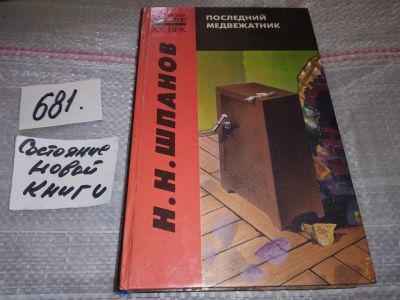 ПОСЛЕДНИЙ
МЕДВЕЖАТНИК
XX ВЕК
Н. Н. ШПАНОВ
681.
Состояние
новой
книги